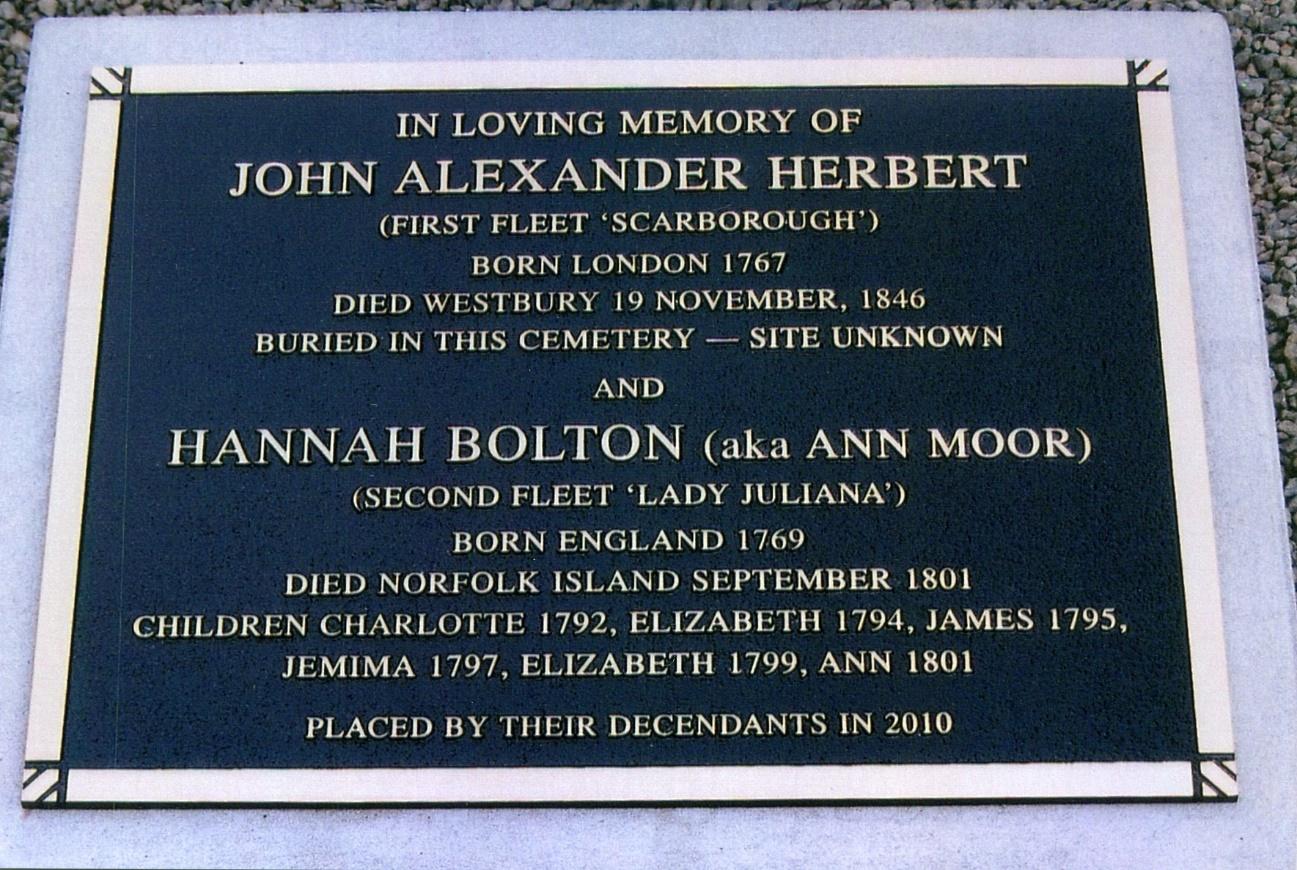 IN LOVING MEMORY OF
JOHN ALEXANDER HERBERT
(FIRST FLEET ‘SCARBOROUGH’)
BORN LONDON 1767
DIED WESTBURY 19 NOVEMBER, 1846
BURIED IN THIS CEMETERY — SITE UNKNOWN
AND
HANNAH BOLTON (aka ANN MOOR)
(SECOND FLEET ‘LADY JULIANA’)
BORN ENGLAND 1769
DIED NORFOLK ISLAND SEPTEMBER 1801
CHILDREN CHARLOTTE 1792, ELIZABETH 1794, JAMES 1795,
JEMIMA 1797, ELIZABETH 1799, ANN 1801
PLACED BY THEIR DECENDANTS IN 2010